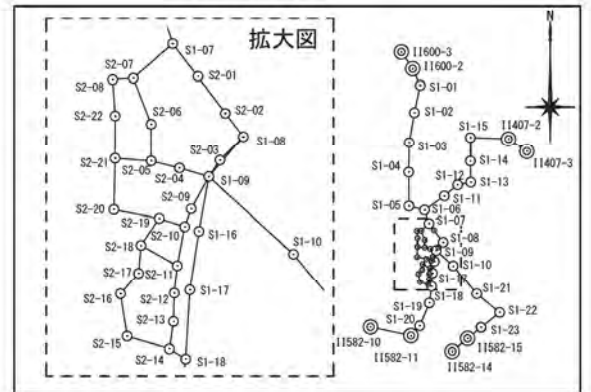 拡大図
S1-07
S2-07
S2-01
S2-08
S2-22
S2-06
S2-02
S1-08
S2-03
S2-21
S2-05
S2-04
S1-09
S2-09
S2-20
S2-19
S2-10
S1-16
S2-18
S1-10
S2-17
S2-11
S2-16
S2-12
S1-17
S2-13
S2-15
S2-14
S1-18
N
II600-3
II600-2
S1-01
S1-02
S1-15
II407-2
S1-03
II407-3
S1-14
S1-04
S1-12
S1-13
S1-11
S1-05
S1-06
S1-07
S1-08
S1-09
S1-10
S1-17
S1-18
S1-21
S1-19
S1-22
S1-20
S1-23
II582-10
II582-11
II582-15
II582-14